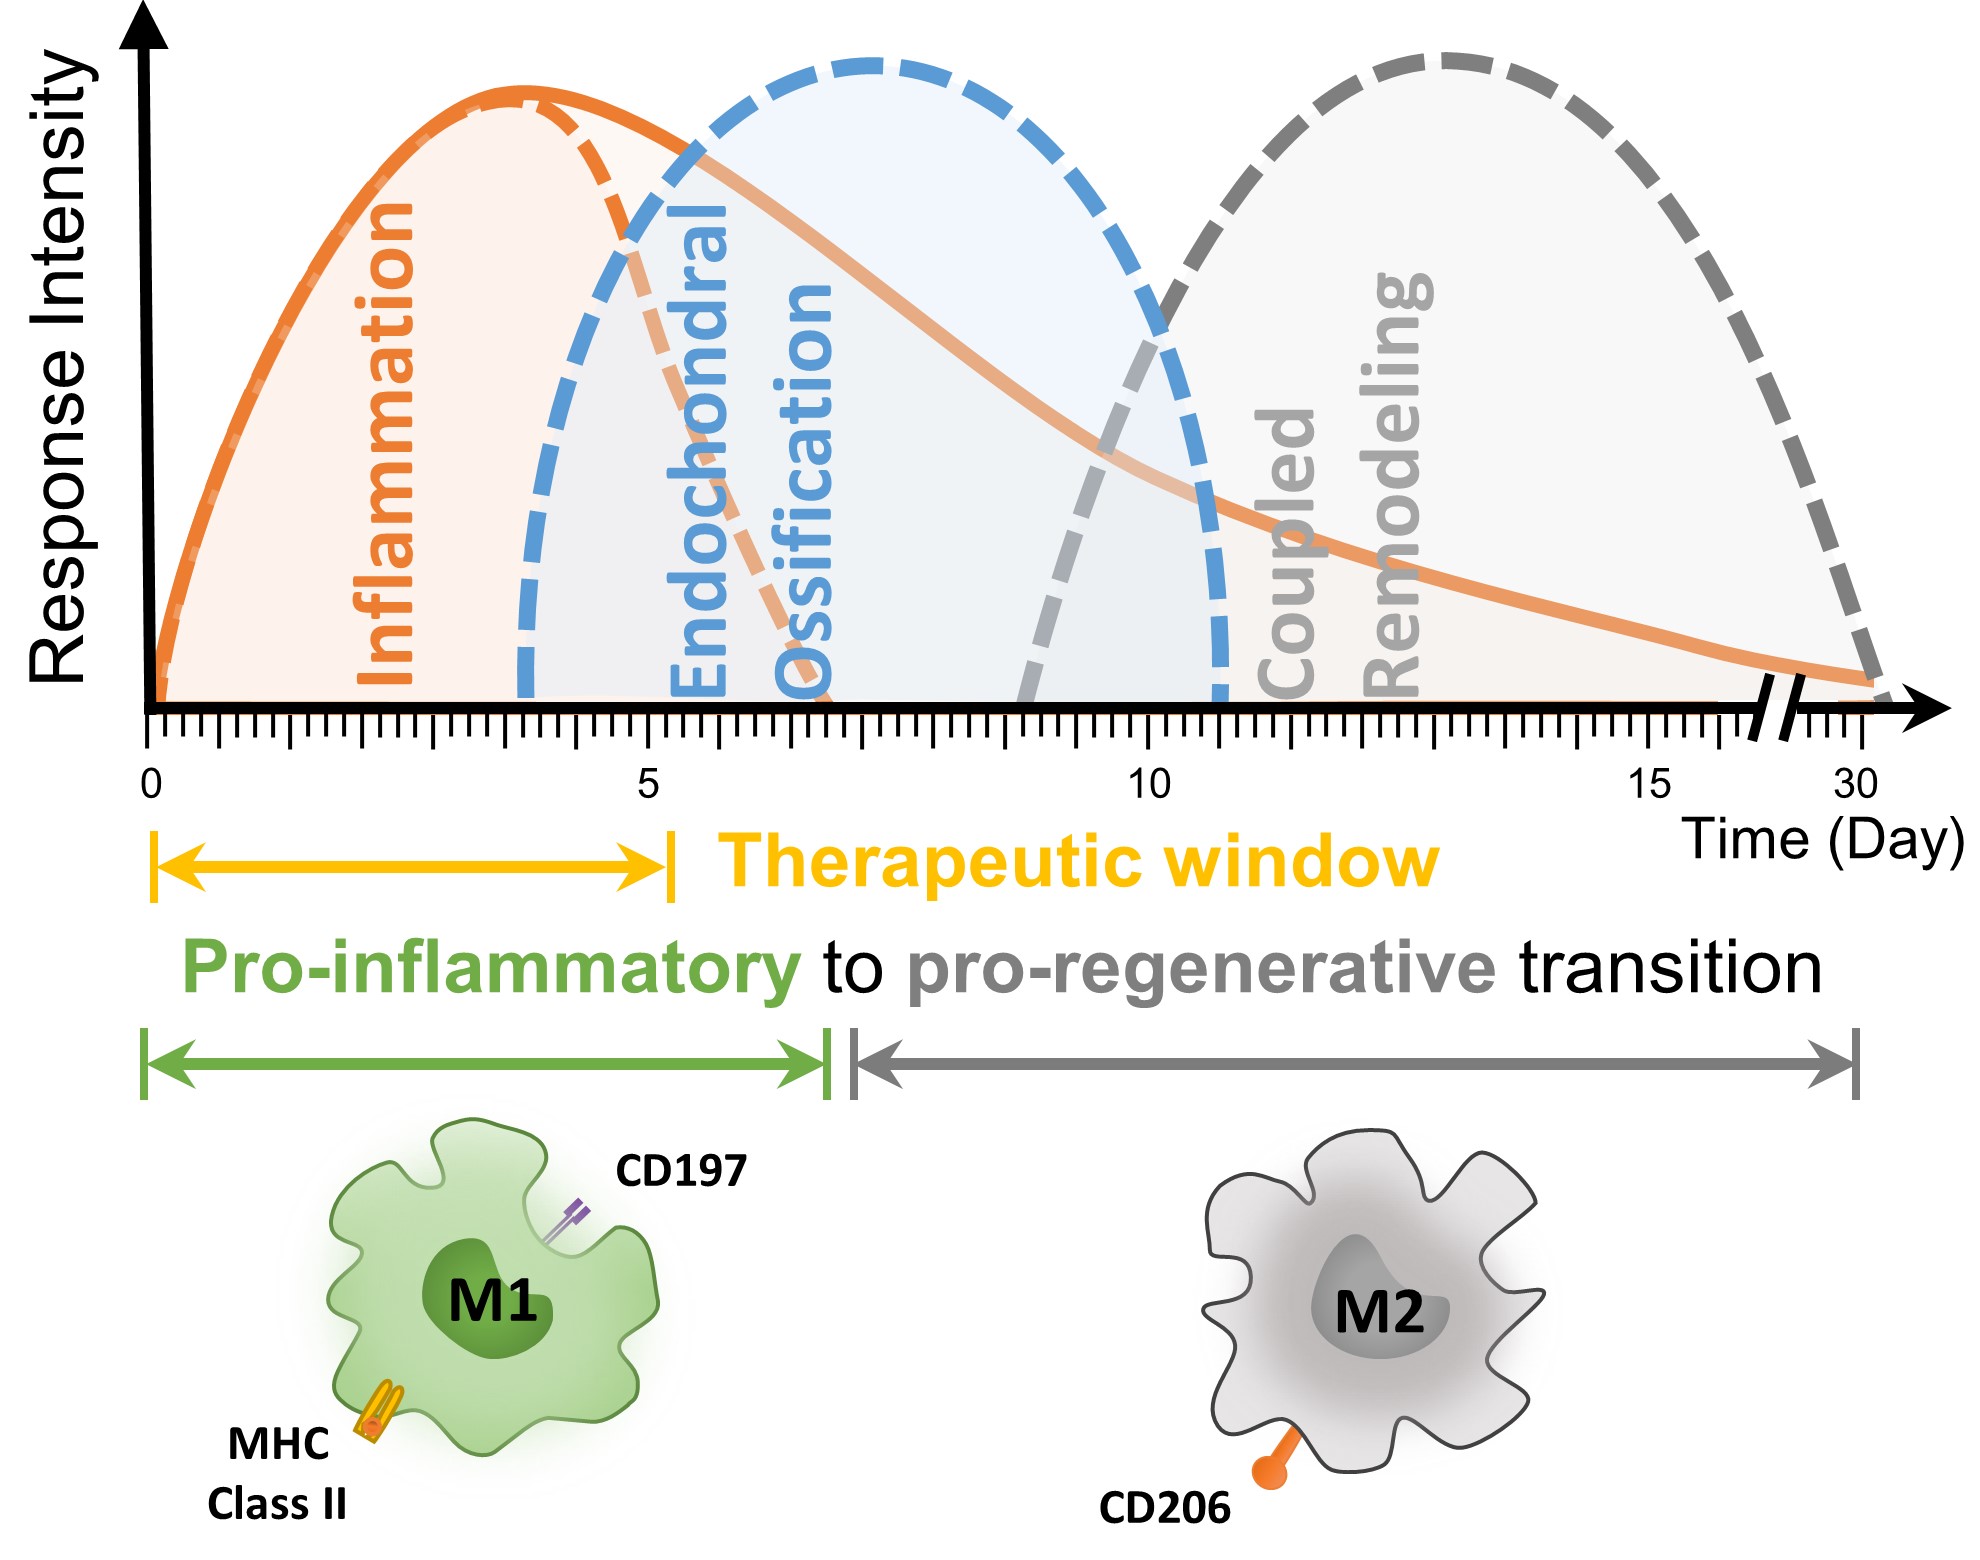 Response Intensity
Inflammation
Endochondral
Ossification
Coupled
Remodeling
0 5 10 15 30
Time (Day)
Therapeutic window
Pro-inflammatory to pro-regenerative transition
CD197
M1
M2
MHC
Class II
CD206